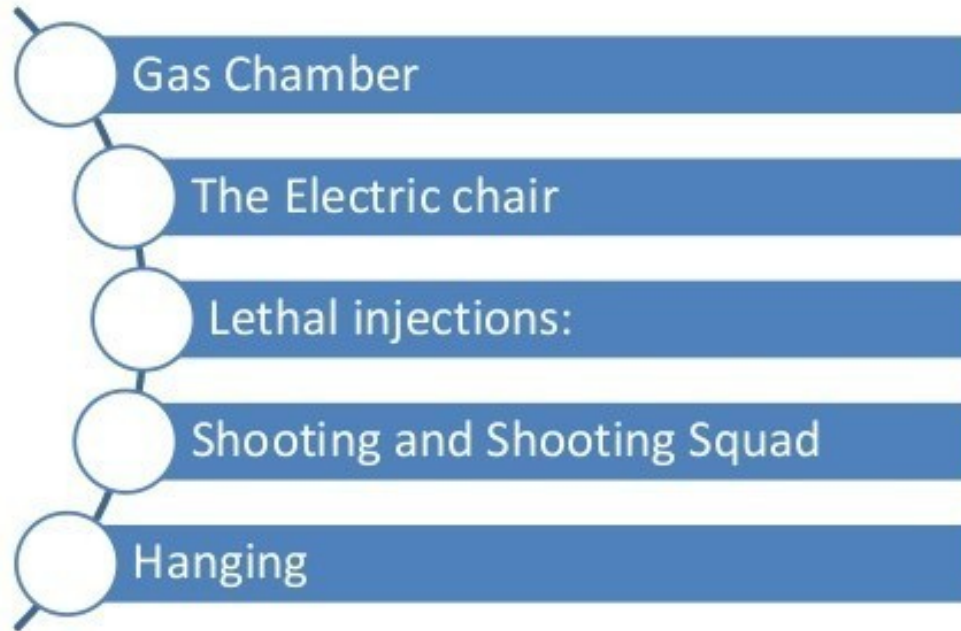 Gas Chamber
The Electric chair
Lethal injections:
Shooting and Shooting Squad
Hanging